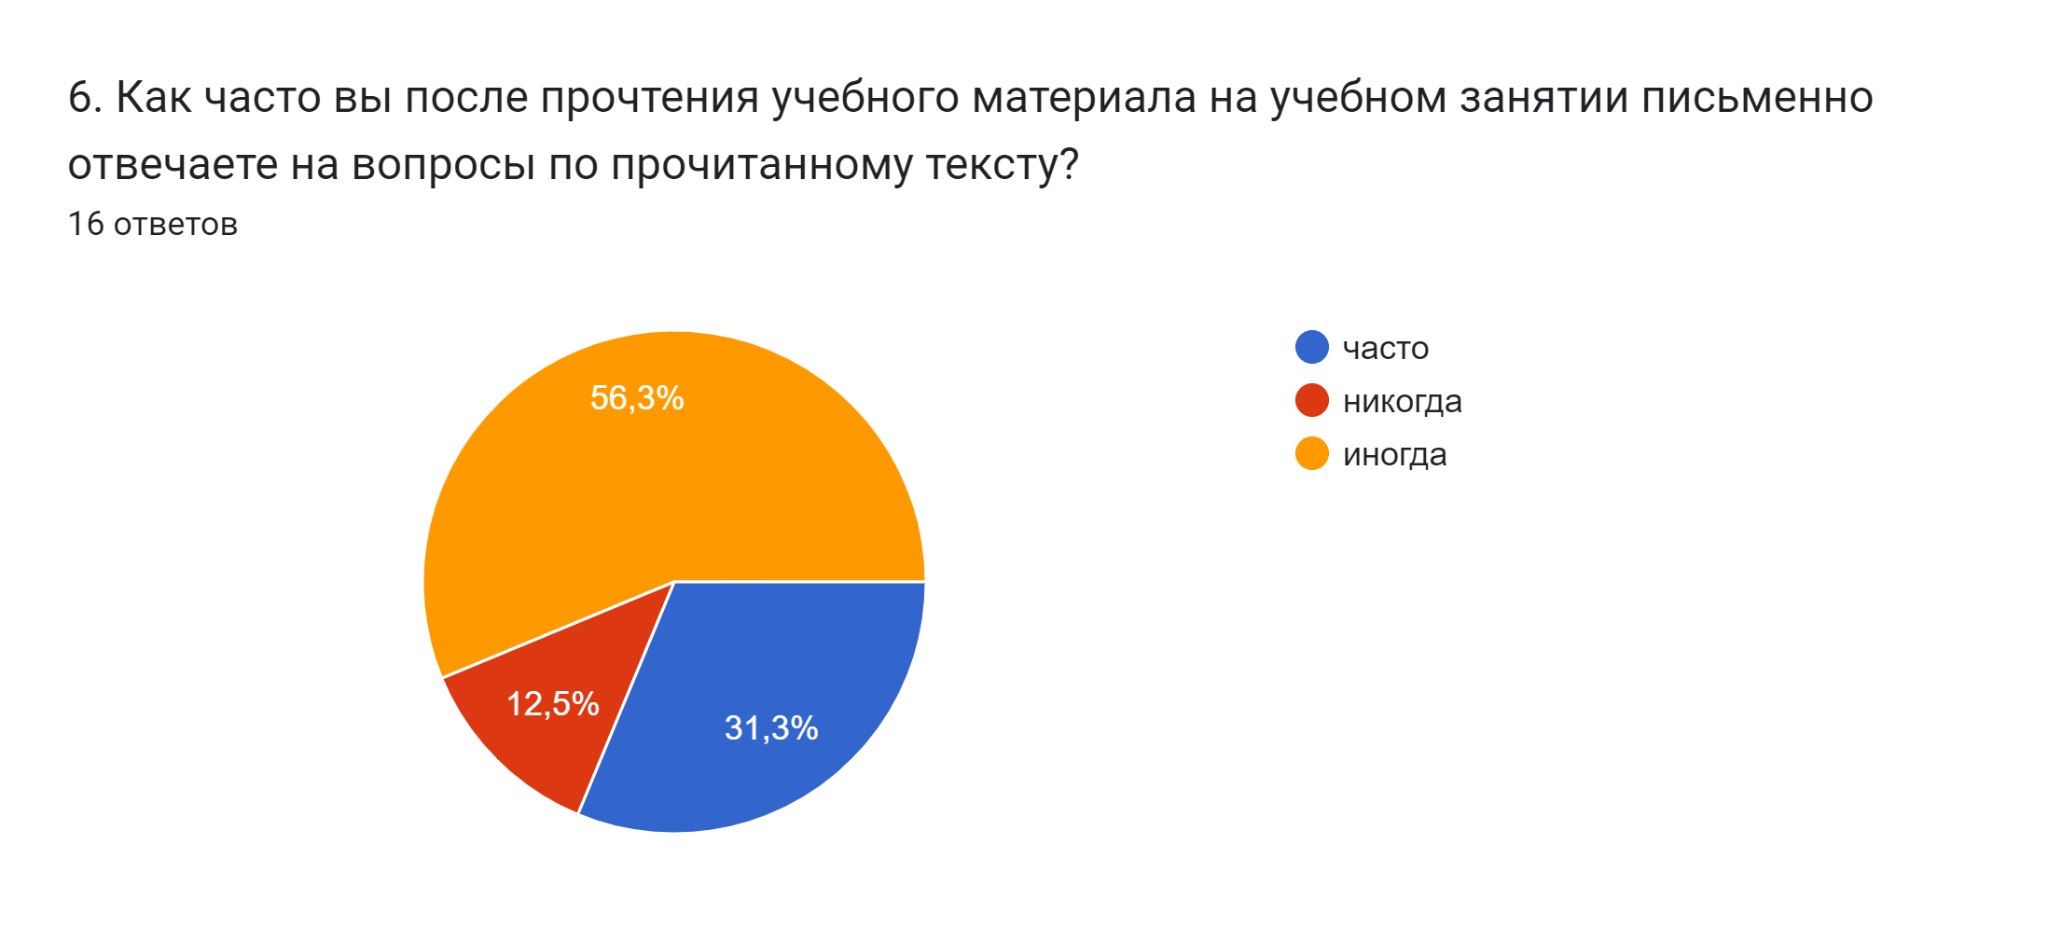 6. Как часто вы после прочтения учебного материала на учебном занятии письменно
отвечаете на вопросы по прочитанному тексту?
16 ответов
часто
никогда
иногда
56,3%
12,5%
31,3%